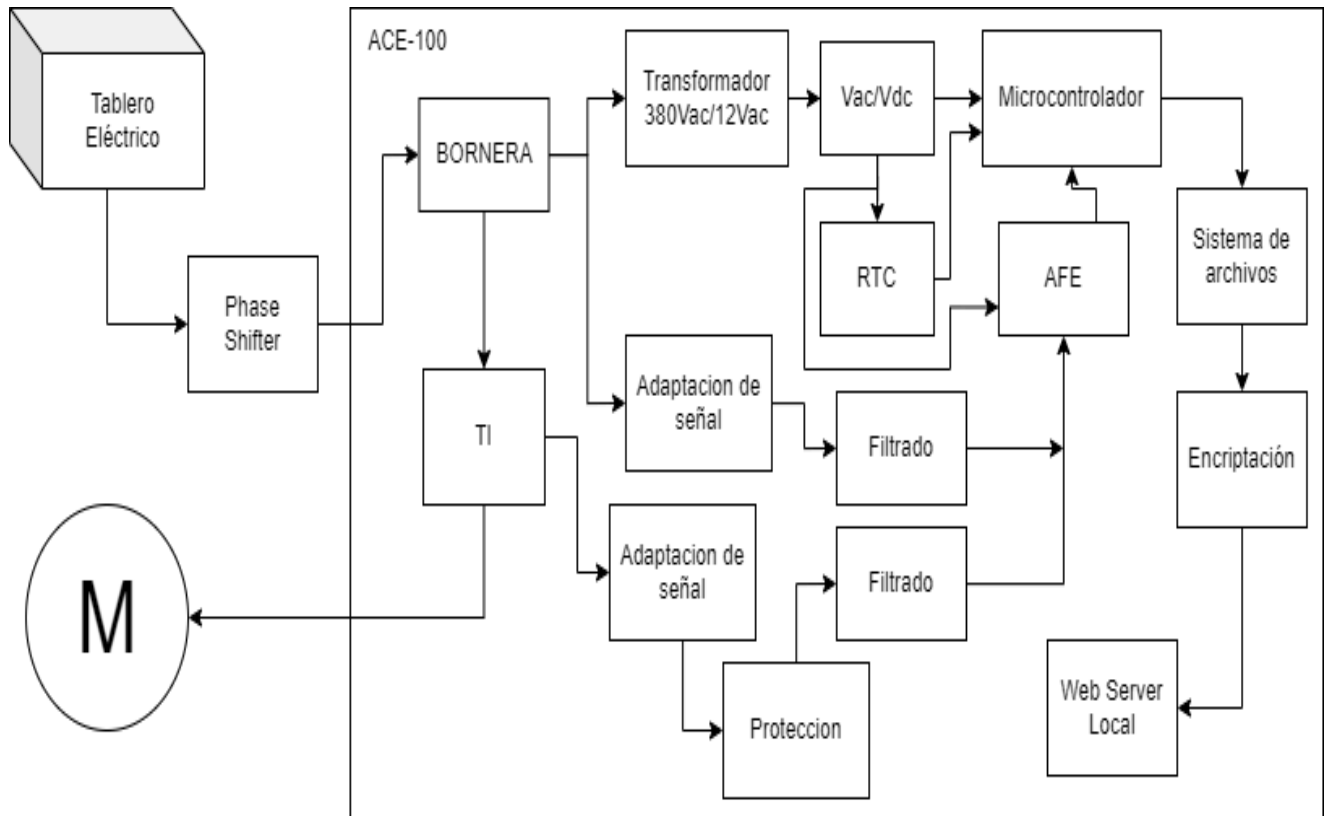 ACE-100
Tablero
Eléctrico
Phase
Shifter
BORNERA
Transformador
380Vac/12Vac
Vac/Vdc
Microcontrolador
RTC
AFE
Sistema de
archivos
TI
Adaptacion de
señal
Filtrado
Encriptación
Adaptacion de
señal
Filtrado
Proteccion
Web Server
Local
M